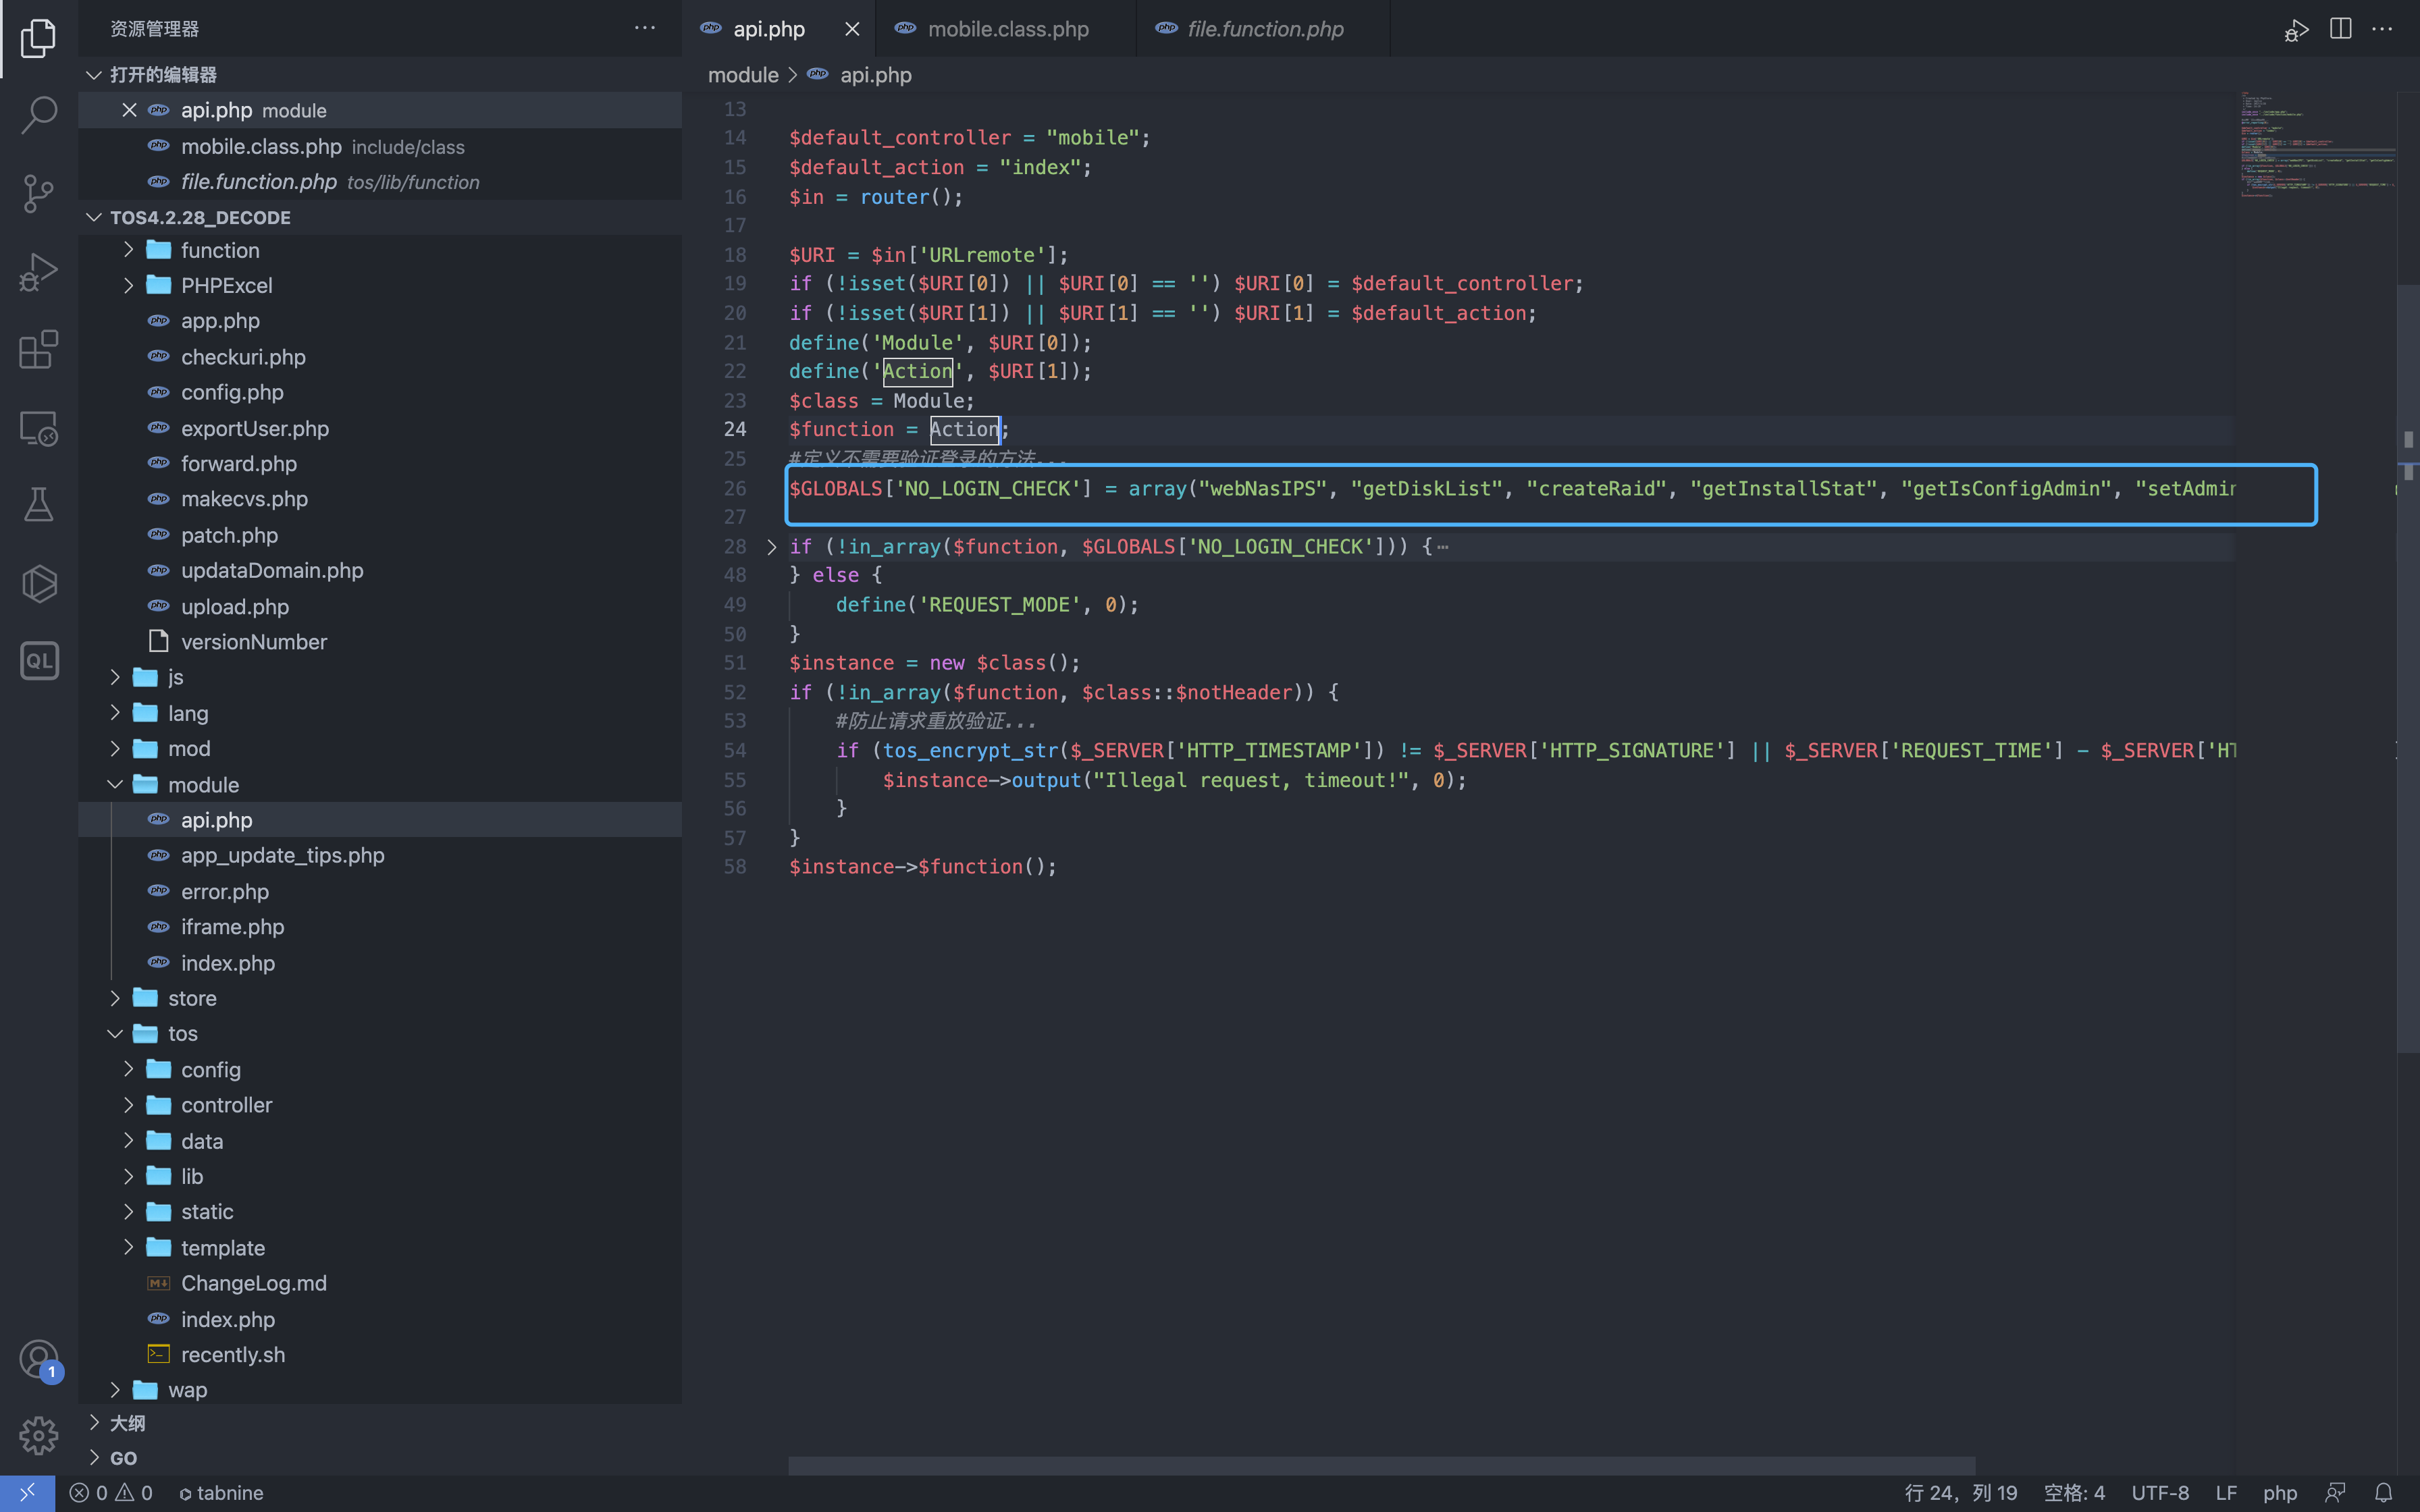 资源管理器
打开的编辑器
api.php module
mobile.class.php include/class
file.function.php tos/lib/function
TOS4.2.28_DECODE
function
PHPExcel
app.php
checkuri.php
config.php
exportUser.php
forward.php
makecvs.php
patch.php
updataDomain.php
upload.php
versionNumber
js
lang
mod
module
api.php
app_update_tips.php
error.php
iframe.php
index.php
store
tos
config
controller
data
lib
static
template
ChangeLog.md
index.php
recently.sh
wap
大纲
GO
api.php
mobile.class.php
file.function.php
module > api.php
13
14 $default_controller = "mobile";
15 $default_action = "index";
16 $in = router();
17
18 $URI = $in['URLremote'];
19 if (!isset($URI[0]) || $URI[0] == '') $URI[0] = $default_controller;
20 if (!isset($URI[1]) || $URI[1] == '') $URI[1] = $default_action;
21 define('Module', $URI[0]);
22 define('Action', $URI[1]);
23 $class = Module;
24 $function = Action;
25 #定义不需要验证登录的方法...
26 $GLOBALS['NO_LOGIN_CHECK'] = array("webNasIPS", "getDiskList", "createRaid", "getInstallStat", "getIsConfigAdmin", "setAdmin
27
28 if (!in_array($function, $GLOBALS['NO_LOGIN_CHECK'])) {⋯
48 } else {
49 define('REQUEST_MODE', 0);
50 }
51 $instance = new $class();
52 if (!in_array($function, $class::$notHeader)) {
53 #防止请求重放验证...
54 if (tos_encrypt_str($_SERVER['HTTP_TIMESTAMP']) != $_SERVER['HTTP_SIGNATURE'] || $_SERVER['REQUEST_TIME'] - $_SERVER['HT
55 $instance->output("Illegal request, timeout!", 0);
56 }
57 }
58 $instance->$function();
QL
1
0 0 tabnine
行 24，列 19 空格: 4 UTF-8 LF php